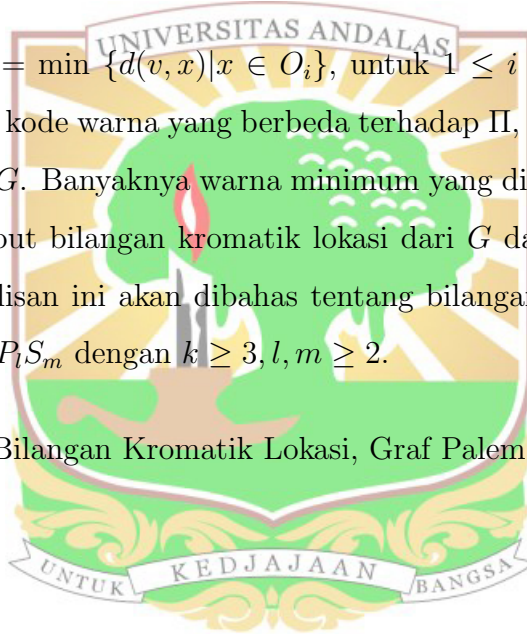 UNIVERSITAS ANDALAS
= min {d(v, x)|x ∈ O_i}, untuk 1 ≤ i
kode warna yang berbeda terhadap Π,
G. Banyaknya warna minimum yang di
but bilangan kromatik lokasi dari G da
lisan ini akan dibahas tentang bilangan
P_lS_m dengan k ≥ 3, l, m ≥ 2.
Bilangan Kromatik Lokasi, Graf Palem
UNTUK KEDJAJAAN BANGSA